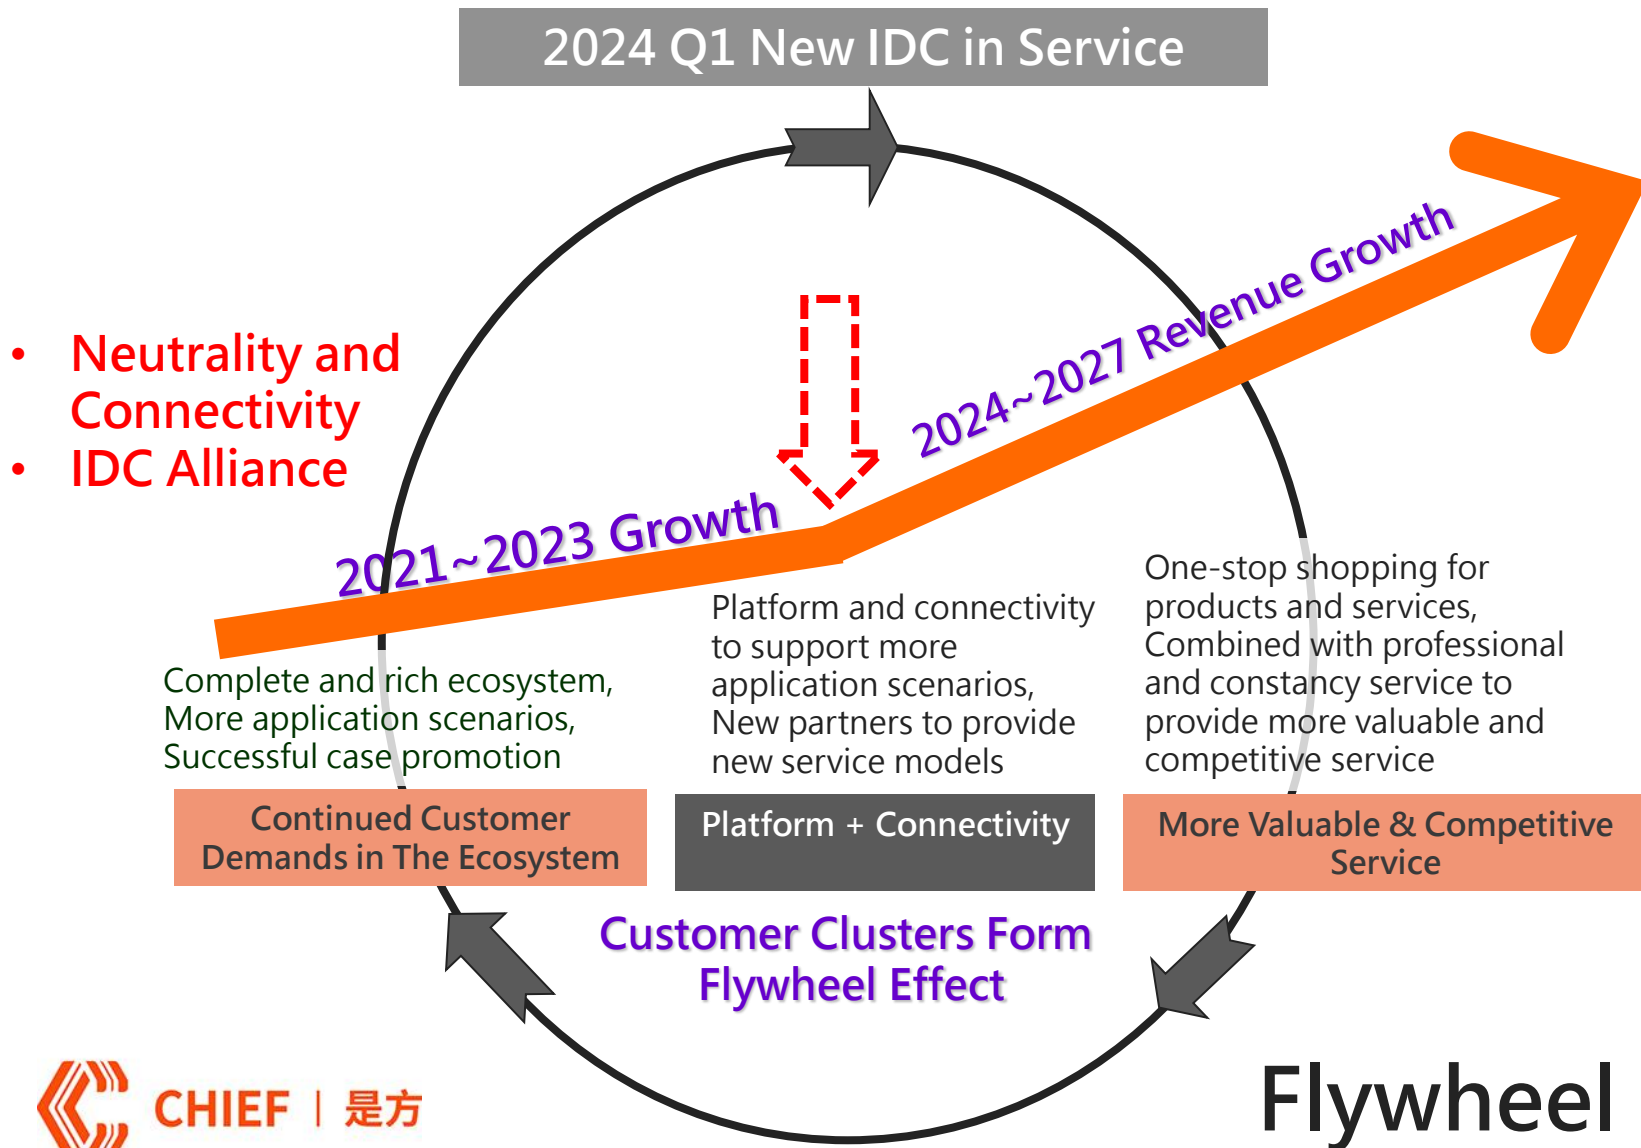 2024 Q1 New IDC in Service
• Neutrality and
Connectivity
• IDC Alliance
2021~2023 Growth
2024~2027 Revenue Growth
Complete and rich ecosystem,
More application scenarios,
Successful case promotion
Continued Customer
Demands in The Ecosystem
Platform and connectivity
to support more
application scenarios,
New partners to provide
new service models
Platform + Connectivity
One-stop shopping for
products and services,
Combined with professional
and constancy service to
provide more valuable and
competitive service
More Valuable & Competitive
Service
Customer Clusters Form
Flywheel Effect
CHIEF | 是方
Flywheel